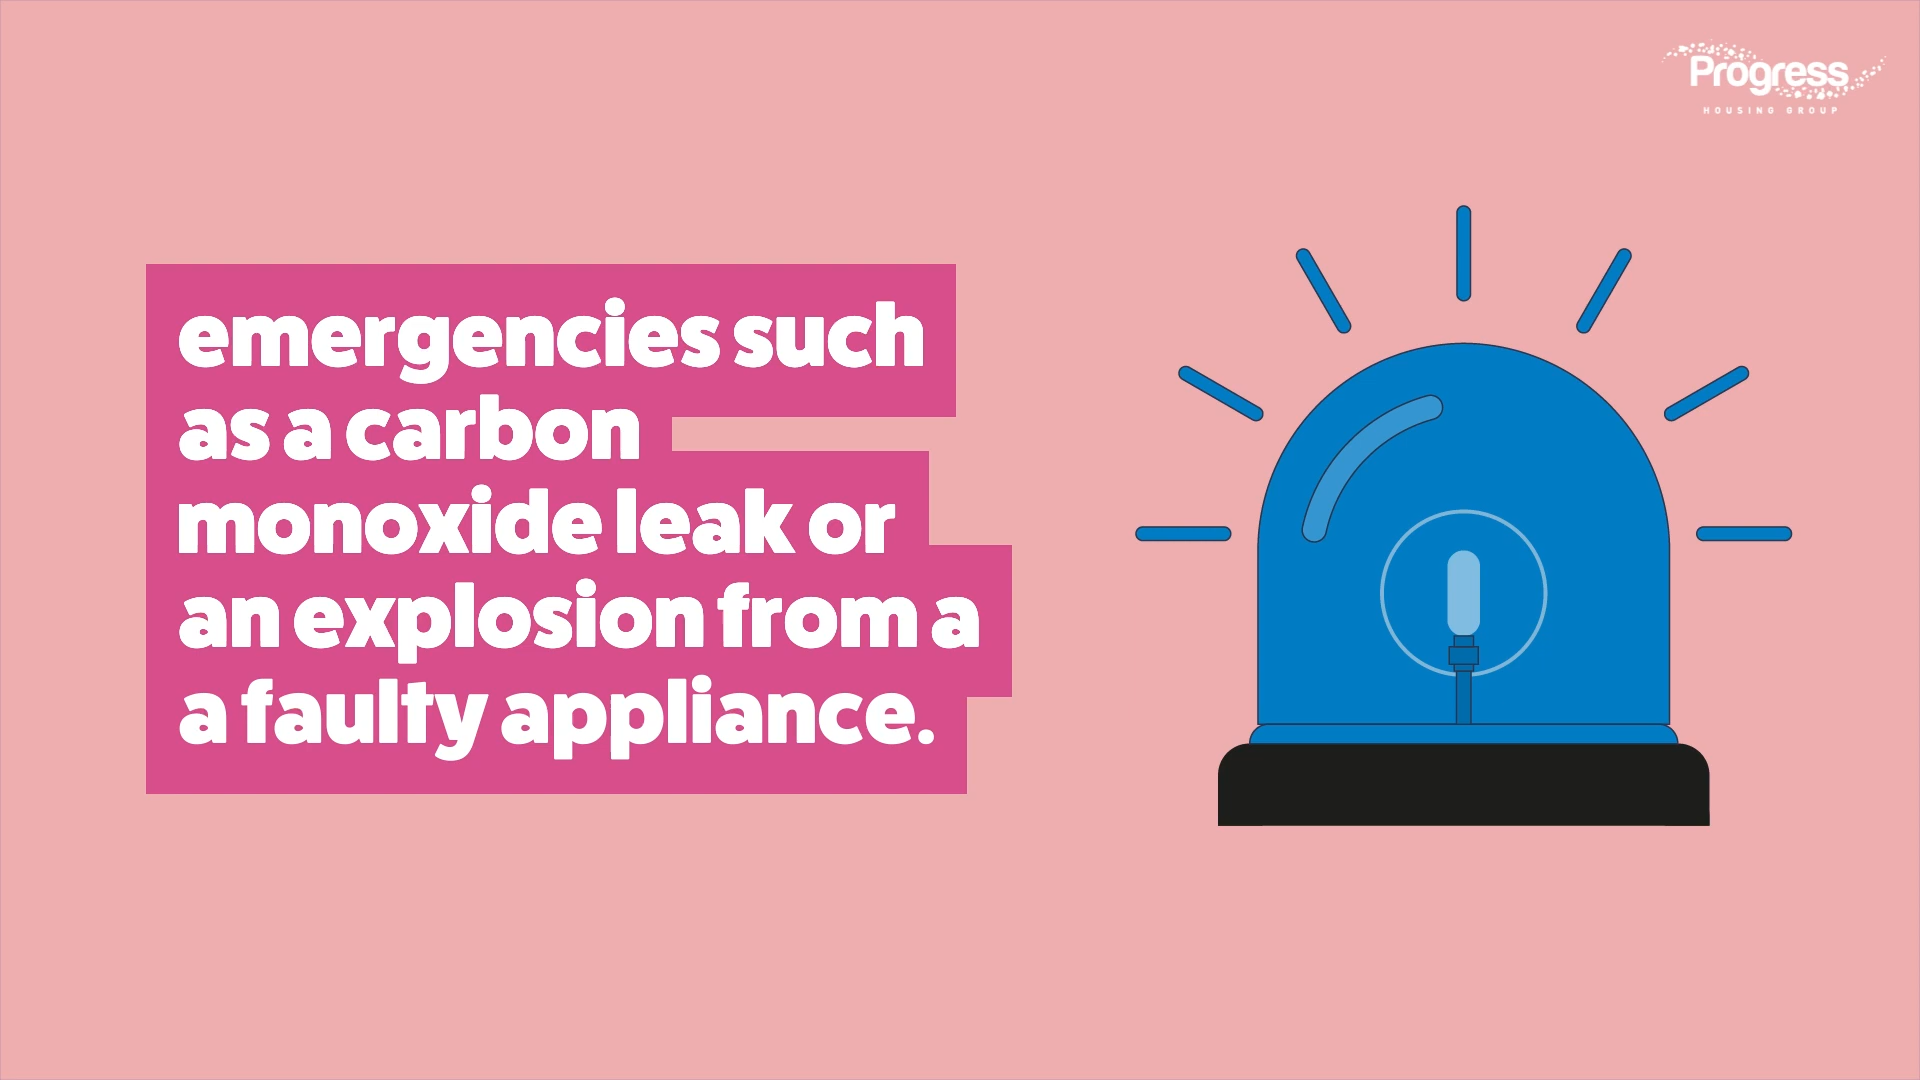 Progress
HOUSING GROUP
emergencies such
as a carbon
monoxide leak or
an explosion from a
a faulty appliance.